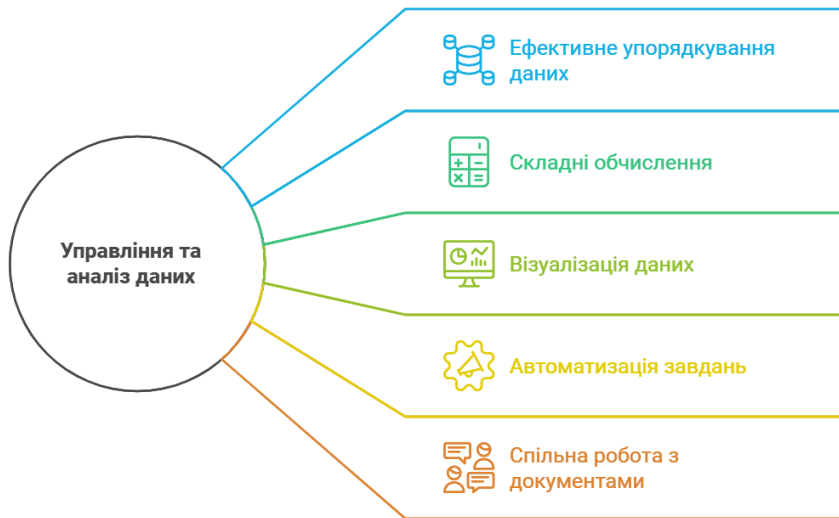 Управління та
аналіз даних
Ефективне упорядкування
даних
Складні обчислення
Візуалізація даних
Автоматизація завдань
Спільна робота з
документами